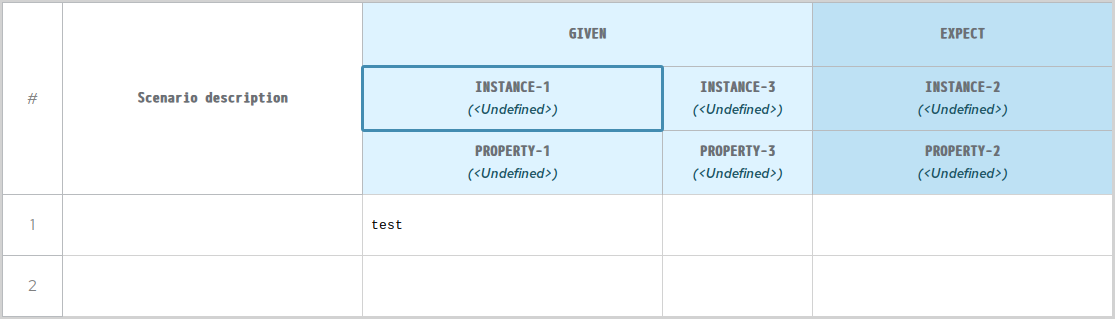 GIVEN
EXPECT
#
Scenario description
INSTANCE-1
(<Undefined>)
INSTANCE-3
(<Undefined>)
INSTANCE-2
(<Undefined>)
PROPERTY-1
(<Undefined>)
PROPERTY-3
(<Undefined>)
PROPERTY-2
(<Undefined>)
1
test
2